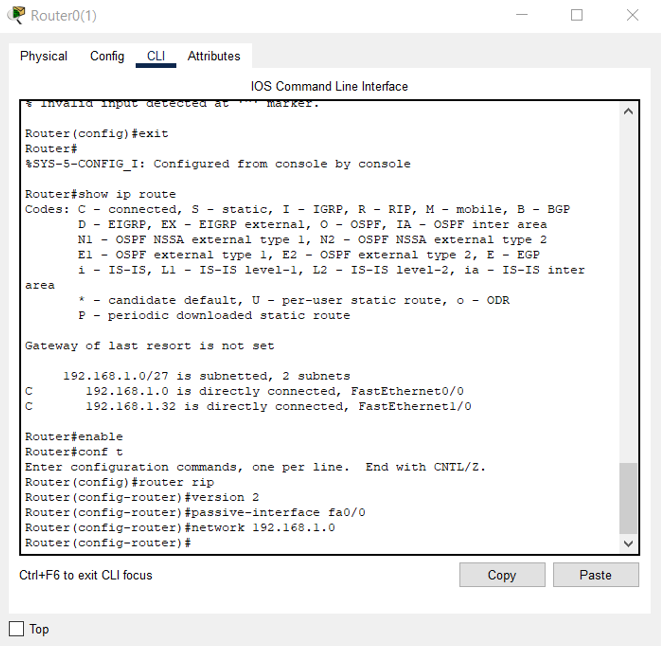 Router0(1)
Physical Config CLI Attributes
IOS Command Line Interface
% Invalid input detected at '^' marker.
Router(config)#exit
Router#
%SYS-5-CONFIG_I: Configured from console by console
Router#show ip route
Codes: C - connected, S - static, I - IGRP, R - RIP, M - mobile, B - BGP
D - EIGRP, EX - EIGRP external, O - OSPF, IA - OSPF inter area
N1 - OSPF NSSA external type 1, N2 - OSPF NSSA external type 2
E1 - OSPF external type 1, E2 - OSPF external type 2, E - EGP
i - IS-IS, L1 - IS-IS level-1, L2 - IS-IS level-2, ia - IS-IS inter
area
* - candidate default, U - per-user static route, o - ODR
P - periodic downloaded static route
Gateway of last resort is not set
192.168.1.0/27 is subnetted, 2 subnets
C 192.168.1.0 is directly connected, FastEthernet0/0
C 192.168.1.32 is directly connected, FastEthernet1/0
Router#enable
Router#conf t
Enter configuration commands, one per line. End with CNTL/Z.
Router(config)#router rip
Router(config-router)#version 2
Router(config-router)#passive-interface fa0/0
Router(config-router)#network 192.168.1.0
Router(config-router)#
Ctrl+F6 to exit CLI focus
Copy Paste
Top